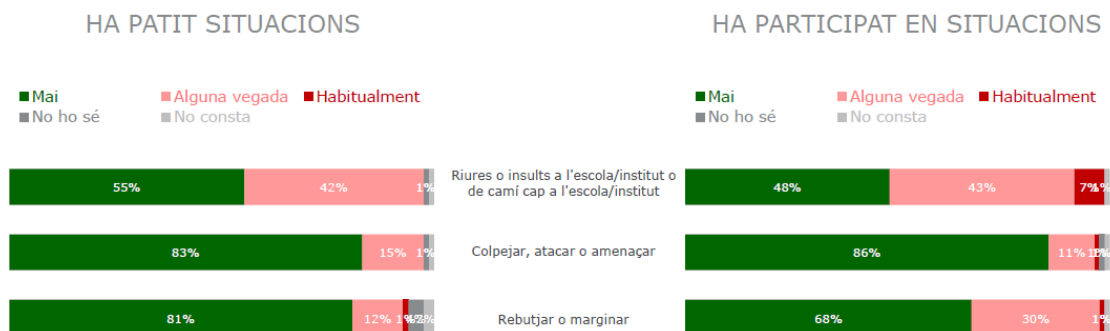 HA PATIT SITUACIONS
HA PARTICIPAT EN SITUACIONS
Mai Alguna vegada Habitualment
No ho sé No consta
Mai Alguna vegada Habitualment
No ho sé No consta
55% 42% 1%
Riures o insults a l'escola/institut o
de camí cap a l'escola/institut
48% 43% 7% 1%
83% 15% 1%
Colpejar, atacar o amenaçar
86% 11% 1%
81% 12% 1%
Rebutjar o marginar
68% 30% 1%